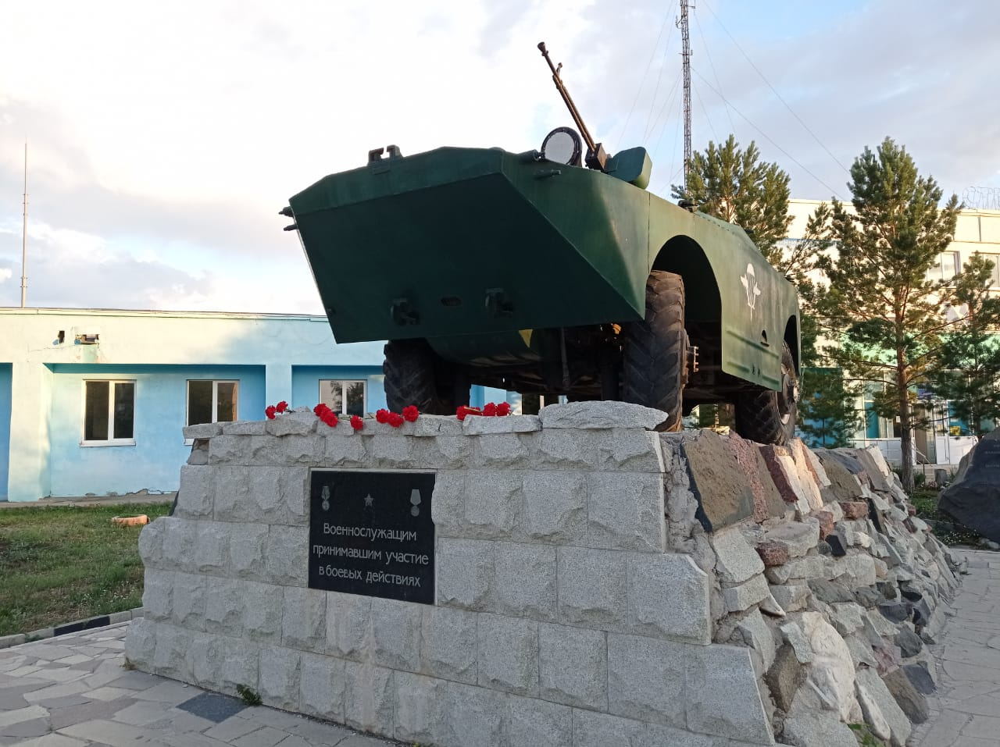 Военнослужащим
принимавшим участие
в боевых действиях